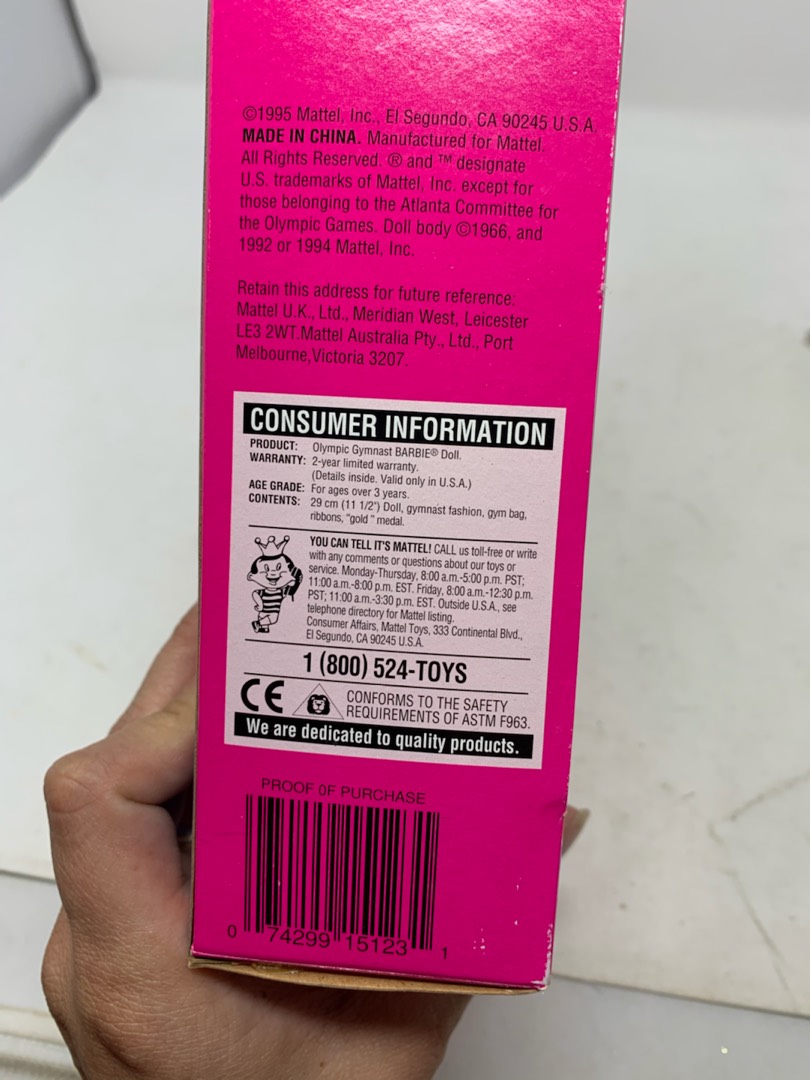 ©1995 Mattel, Inc., El Segundo, CA 90245 U.S.A.
MADE IN CHINA. Manufactured for Mattel.
All Rights Reserved. ® and ™ designate
U.S. trademarks of Mattel, Inc. except for
those belonging to the Atlanta Committee for
the Olympic Games. Doll body ©1966, and
1992 or 1994 Mattel, Inc.
Retain this address for future reference:
Mattel U.K., Ltd., Meridian West, Leicester
LE3 2WT.Mattel Australia Pty., Ltd., Port
Melbourne,Victoria 3207.
CONSUMER INFORMATION
PRODUCT: Olympic Gymnast BARBIE® Doll.
WARRANTY: 2-year limited warranty.
(Details inside. Valid only in U.S.A.)
AGE GRADE: For ages over 3 years.
CONTENTS: 29 cm (11 1/2") Doll, gymnast fashion, gym bag,
ribbons, "gold" medal.
YOU CAN TELL IT'S MATTEL! CALL us toll-free or write
with any comments or questions about our toys or
service. Monday-Thursday, 8:00 a.m.-5:00 p.m. PST;
11:00 a.m.-8:00 p.m. EST. Friday, 8:00 a.m.-12:30 p.m.
PST; 11:00 a.m.-3:30 p.m. EST. Outside U.S.A., see
telephone directory for Mattel listing.
Consumer Affairs, Mattel Toys, 333 Continental Blvd.,
El Segundo, CA 90245 U.S.A.
1 (800) 524-TOYS
CE CONFORMS TO THE SAFETY
REQUIREMENTS OF ASTM F963.
We are dedicated to quality products.
PROOF OF PURCHASE
0 74299 15123 1